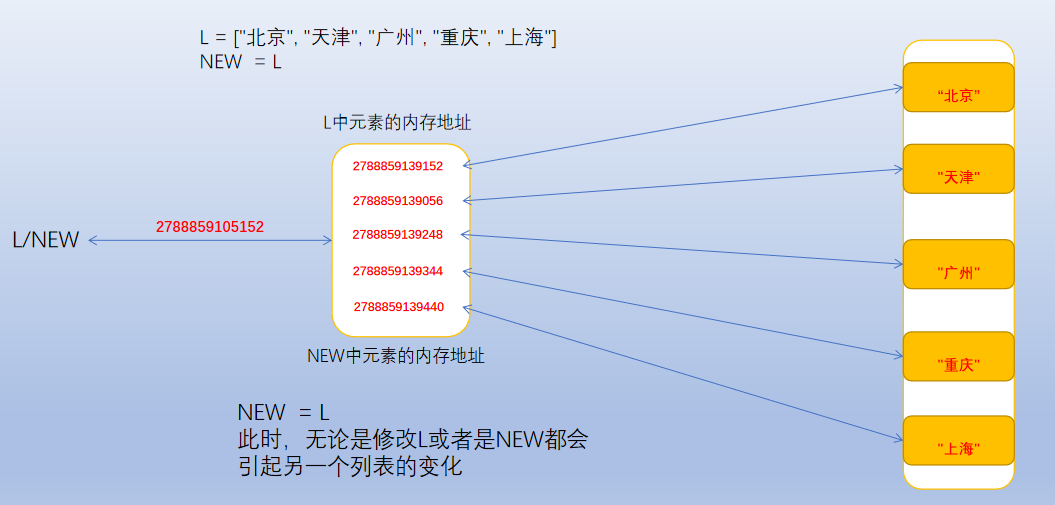 L = ["北京", "天津", "广州", "重庆", "上海"]
NEW = L
L中元素的内存地址
2788859139152
2788859139056
2788859139248
2788859139344
2788859139440
L/NEW
2788859105152
NEW中元素的内存地址
"北京"
"天津"
"广州"
"重庆"
"上海"
NEW = L
此时，无论是修改L或者是NEW都会
引起另一个列表的变化